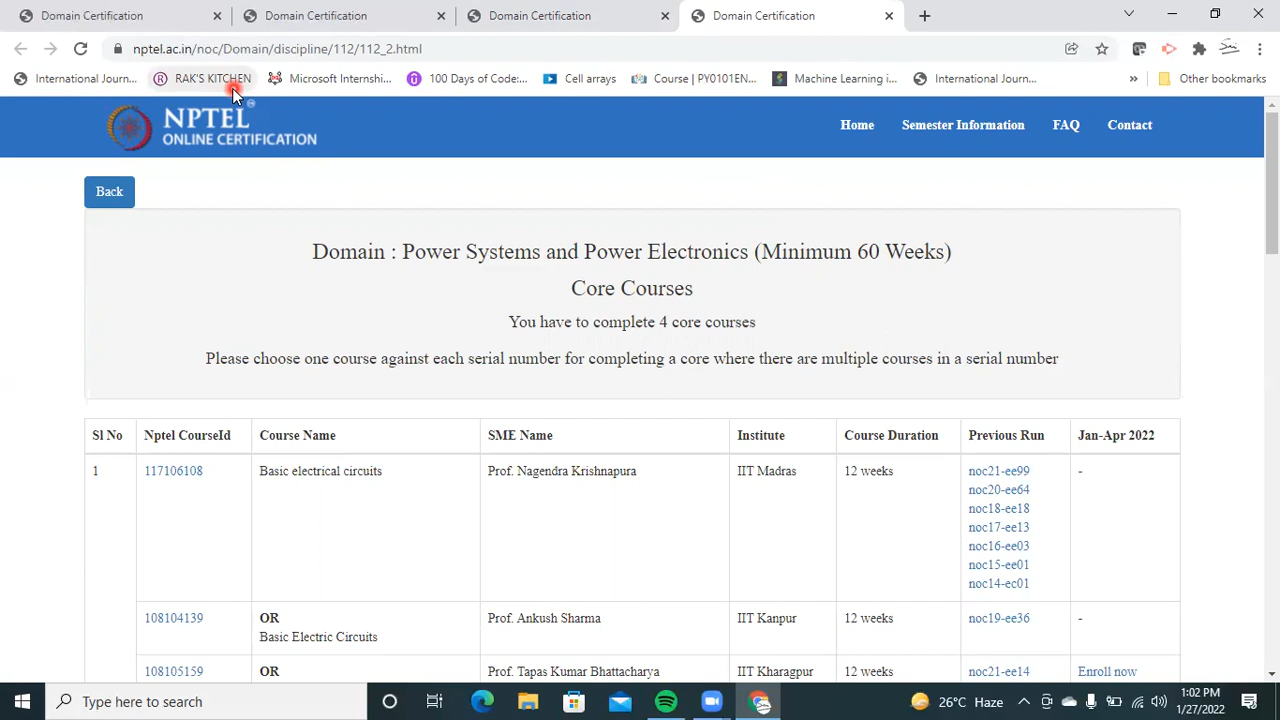 Domain Certification
Domain Certification
Domain Certification
Domain Certification
nptel.ac.in/noc/Domain/discipline/112/112_2.html
International Journ...
RAK'S KITCHEN
Microsoft Internshi...
100 Days of Code:...
Cell arrays
Course | PY0101EN...
Machine Learning i...
International Journ...
»
Other bookmarks
NPTEL
ONLINE CERTIFICATION
Home
Semester Information
FAQ
Contact
Back
Domain : Power Systems and Power Electronics (Minimum 60 Weeks)
Core Courses
You have to complete 4 core courses
Please choose one course against each serial number for completing a core where there are multiple courses in a serial number
Sl No Nptel CourseId Course Name SME Name Institute Course Duration Previous Run Jan-Apr 2022
1 117106108 Basic electrical circuits Prof. Nagendra Krishnapura IIT Madras 12 weeks noc21-ee99 -
noc20-ee64
noc18-ee18
noc17-ee13
noc16-ee03
noc15-ee01
noc14-ec01
108104139 OR Prof. Ankush Sharma IIT Kanpur 12 weeks noc19-ee36 -
Basic Electric Circuits
108105159 OR Prof. Tapas Kumar Bhattacharya IIT Kharagpur 12 weeks noc21-ee14 Enroll now
Type here to search
26°C Haze
1:02 PM
1/27/2022